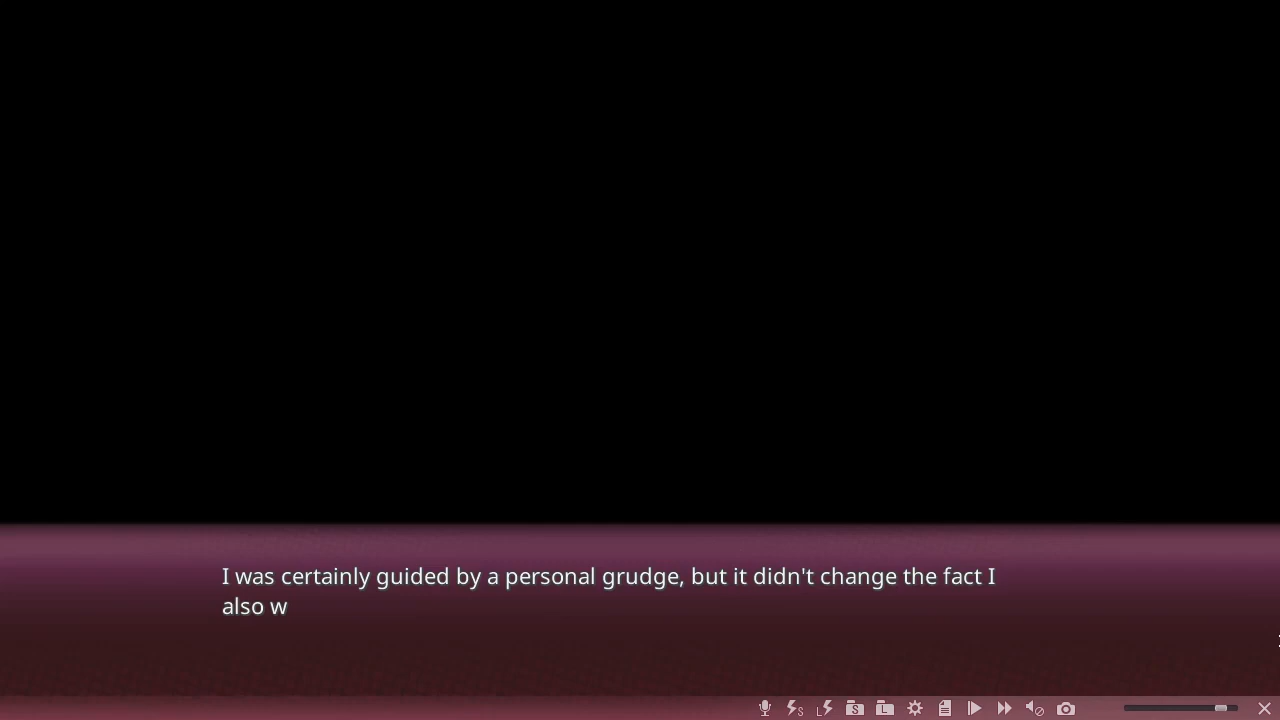 I was certainly guided by a personal grudge, but it didn't change the fact I
also w